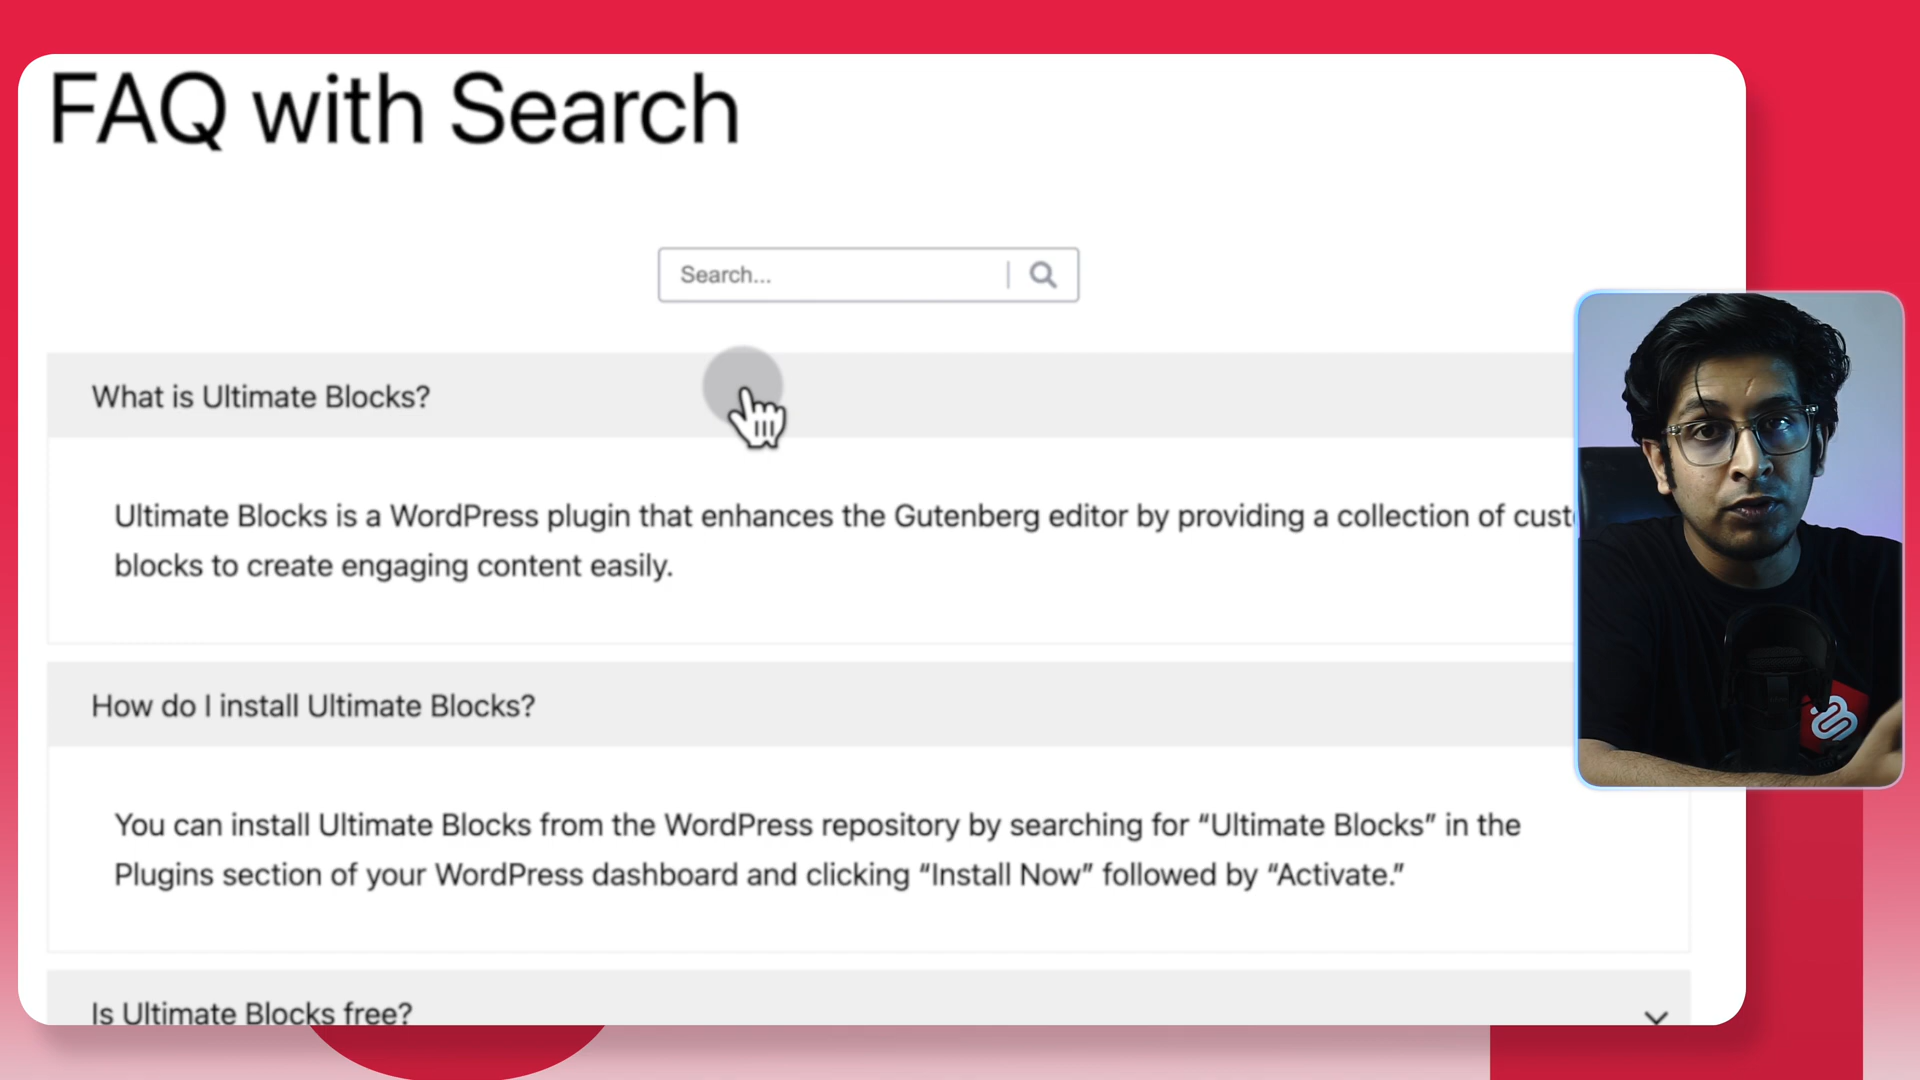 FAQ with Search
Search...
What is Ultimate Blocks?
Ultimate Blocks is a WordPress plugin that enhances the Gutenberg editor by providing a collection of
blocks to create engaging content easily.
How do I install Ultimate Blocks?
You can install Ultimate Blocks from the WordPress repository by searching for “Ultimate Blocks” in the
Plugins section of your WordPress dashboard and clicking “Install Now” followed by “Activate.”
Is Ultimate Blocks free?